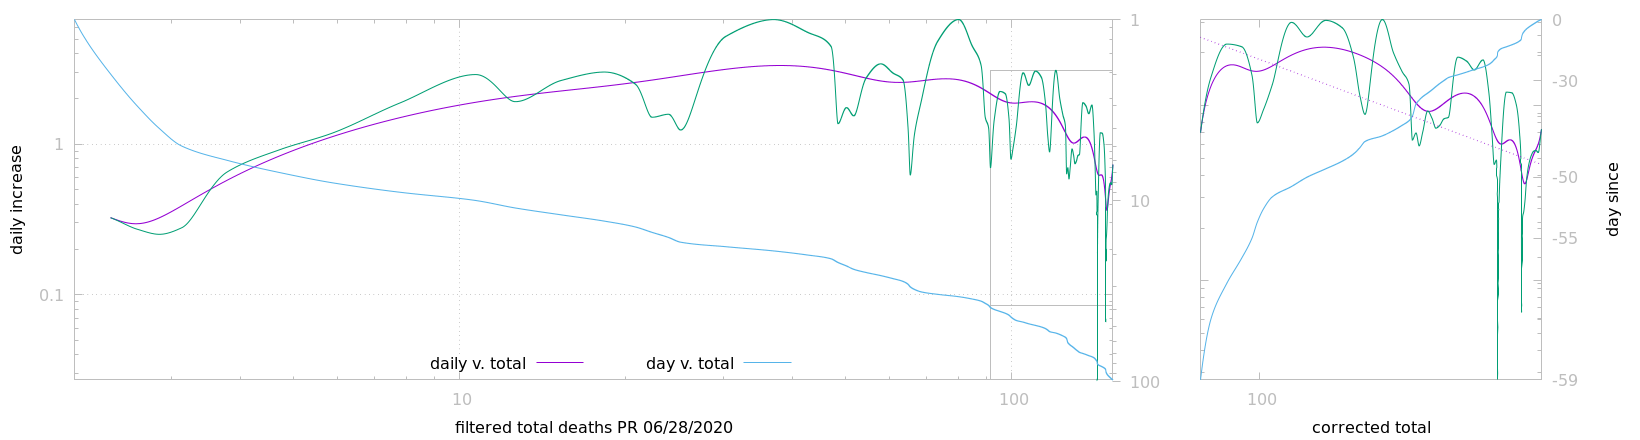 daily increase
1
0.1
10
100
1
10
100
daily v. total
day v. total
filtered total deaths PR 06/28/2020
0
-30
-50
-55
-59
day since
100
corrected total